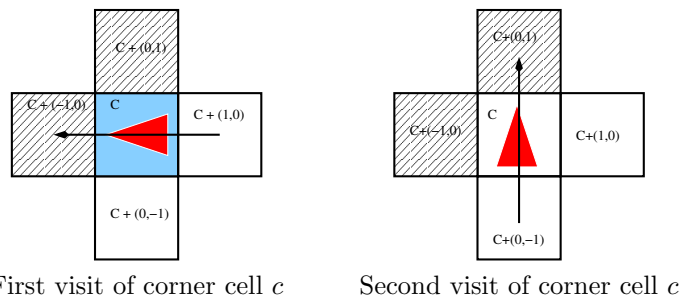 C + (0,1)
C + (−1,0)
C
C + (1,0)
C + (0,−1)
First visit of corner cell c
C+(0,1)
C+(−1,0)
C
C+(1,0)
C+(0,−1)
Second visit of corner cell c